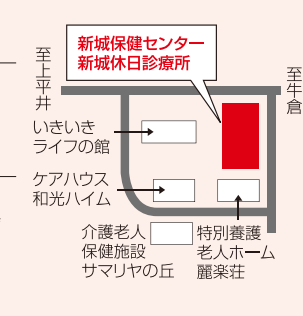 新城保健センター
新城休日診療所
至上平井
至牛倉
いきいき
ライフの館
ケアハウス
和光ハイム
介護老人
保健施設
サマリヤの丘
特別養護
老人ホーム
麗楽荘